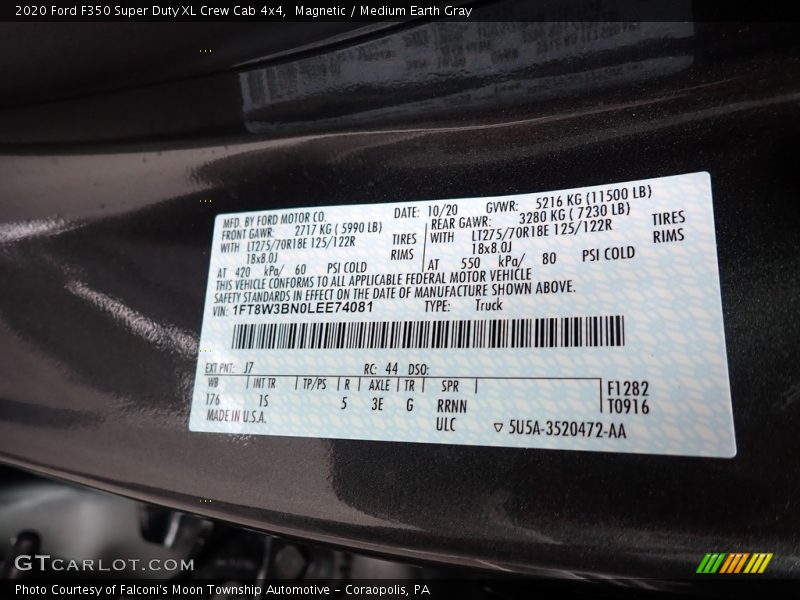 2020 Ford F350 Super Duty XL Crew Cab 4x4, Magnetic / Medium Earth Gray
MFD. BY FORD MOTOR CO. DATE: 10/20 GVWR: 5216 KG (11500 LB)
FRONT GAWR: 2717 KG ( 5990 LB) REAR GAWR: 3280 KG ( 7230 LB)
WITH LT275/70R18E 125/122R TIRES WITH LT275/70R18E 125/122R TIRES
18x8.0J RIMS 18x8.0J RIMS
AT 420 kPa/ 60 PSI COLD AT 550 kPa/ 80 PSI COLD
THIS VEHICLE CONFORMS TO ALL APPLICABLE FEDERAL MOTOR VEHICLE
SAFETY STANDARDS IN EFFECT ON THE DATE OF MANUFACTURE SHOWN ABOVE.
VIN: 1FT8W3BN0LEE74081 TYPE: Truck
EXT PNT: J7 RC: 44 DSO:
WB INT TR TP/PS R AXLE TR SPR F1282
176 1S 5 3E G RRNN T0916
MADE IN U.S.A. ULC ▽ 5U5A-3520472-AA
GTCARLOT.COM
Photo Courtesy of Falconi's Moon Township Automotive - Coraopolis, PA